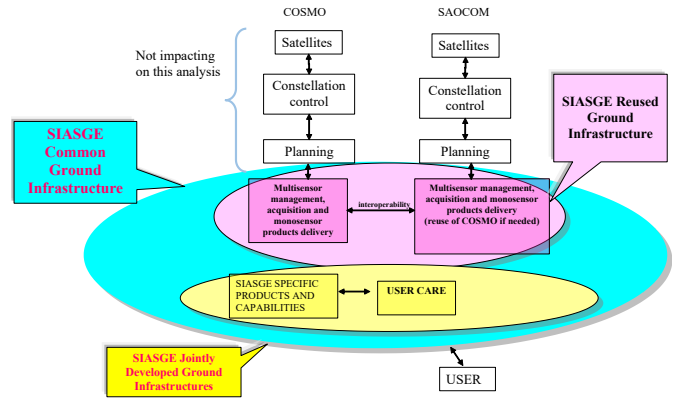 COSMO
SAOCOM
Satellites
Satellites
Not impacting
on this analysis
Constellation
control
Constellation
control
SIASGE Reused
Ground
Infrastructure
SIASGE
Common
Ground
Infrastructure
Planning
Planning
Multisensor
management,
acquisition and
monosensor
products delivery
interoperability
Multisensor management,
acquisition and monosensor
products delivery
(reuse of COSMO if needed)
SIASGE SPECIFIC
PRODUCTS AND
CAPABILITIES
USER CARE
SIASGE Jointly
Developed Ground
Infrastructures
USER